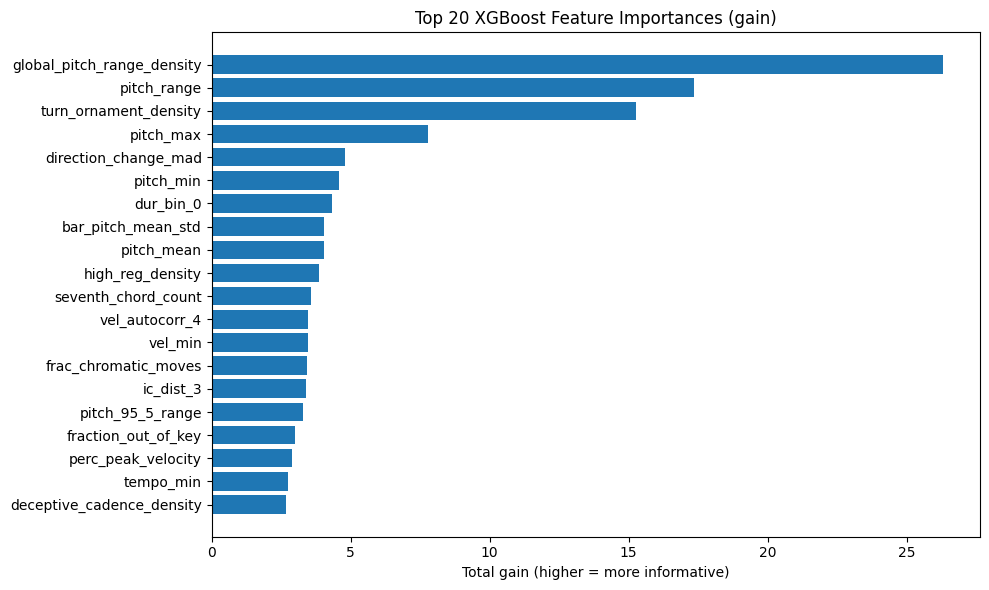 Top 20 XGBoost Feature Importances (gain)
global_pitch_range_density
pitch_range
turn_ornament_density
pitch_max
direction_change_mad
pitch_min
dur_bin_0
bar_pitch_mean_std
pitch_mean
high_reg_density
seventh_chord_count
vel_autocorr_4
vel_min
frac_chromatic_moves
ic_dist_3
pitch_95_5_range
fraction_out_of_key
perc_peak_velocity
tempo_min
deceptive_cadence_density
0 5 10 15 20 25
Total gain (higher = more informative)